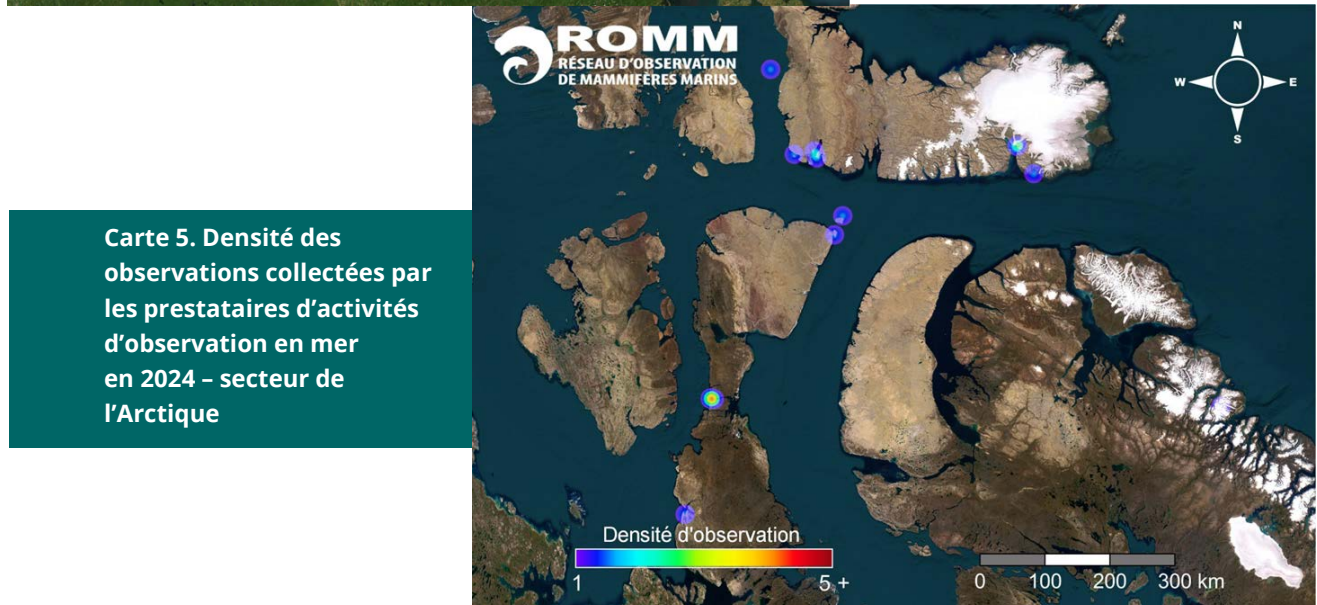 ROMM
RÉSEAU D'OBSERVATION
DE MAMMIFÈRES MARINS
N
W
E
S
Carte 5. Densité des
observations collectées par
les prestataires d'activités
d'observation en mer
en 2024 – secteur de
l'Arctique
Densité d'observation
1
5 +
0 100 200 300 km